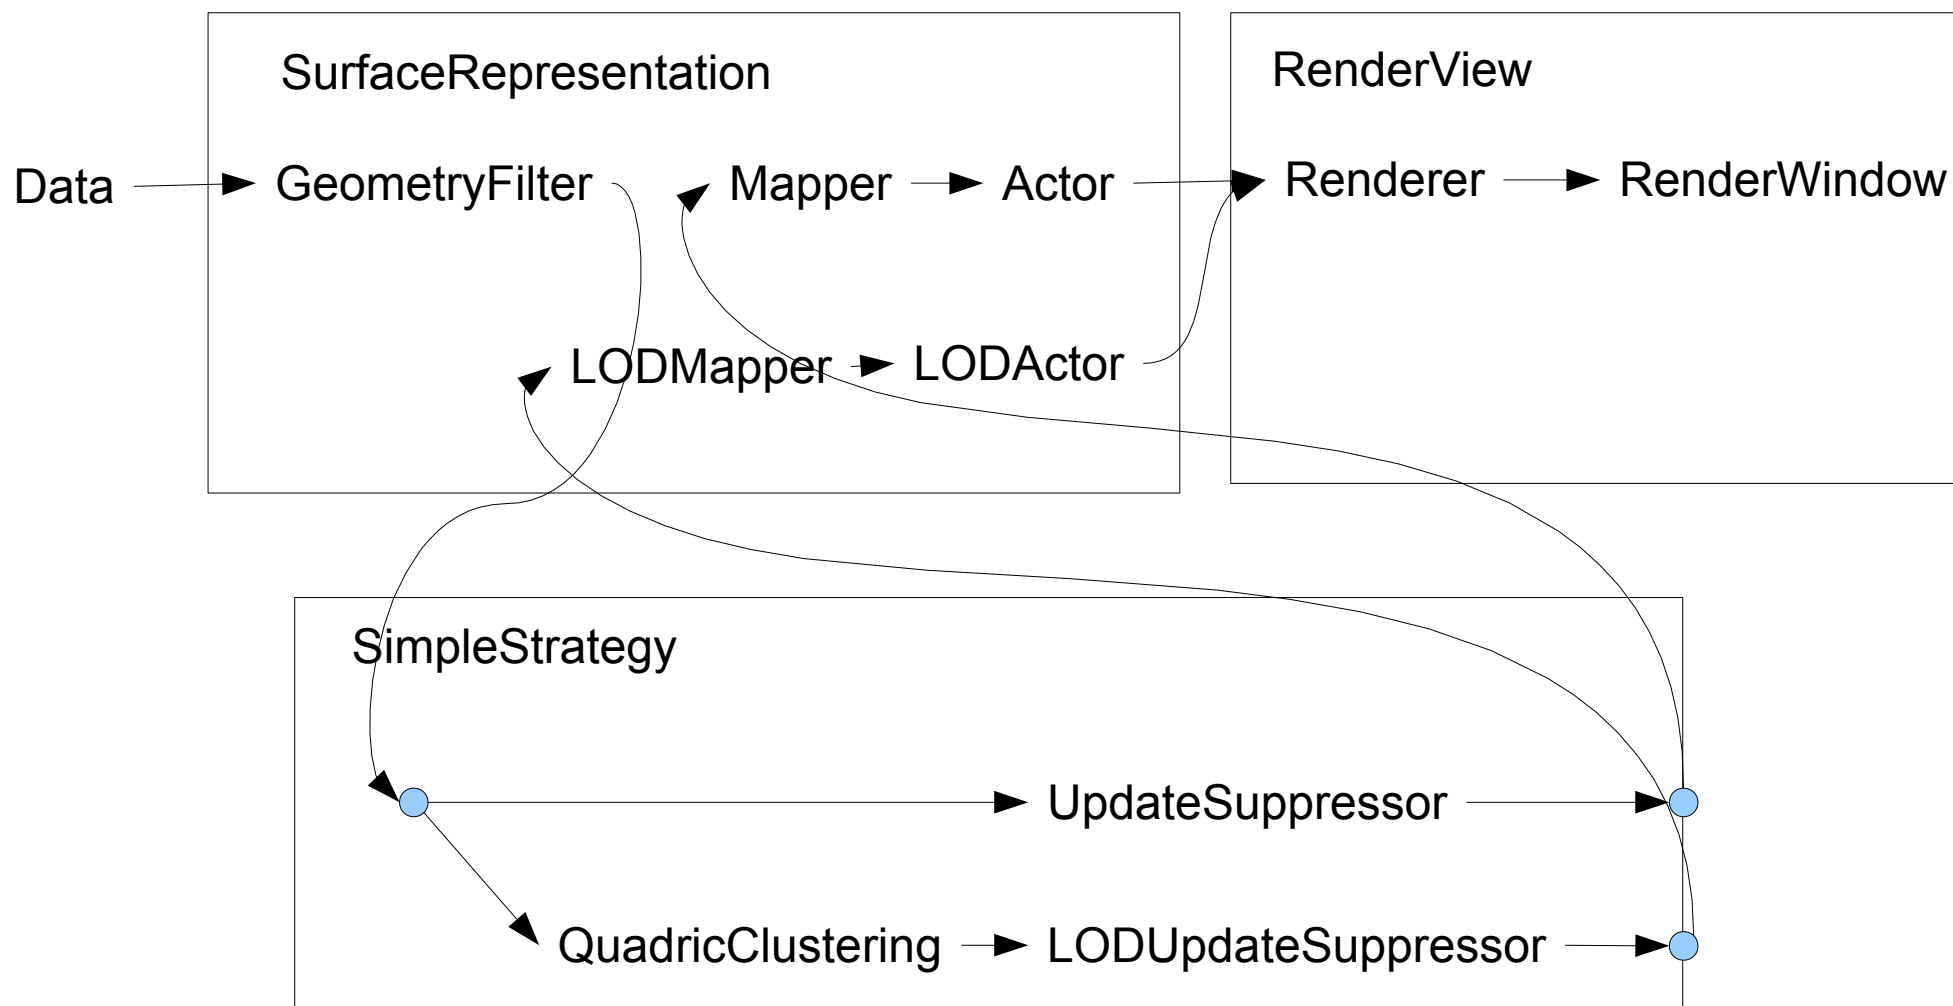 SurfaceRepresentation
RenderView
Data
GeometryFilter
Mapper
Actor
Renderer
RenderWindow
LODMapper
LODActor
SimpleStrategy
UpdateSuppressor
QuadricClustering
LODUpdateSuppressor